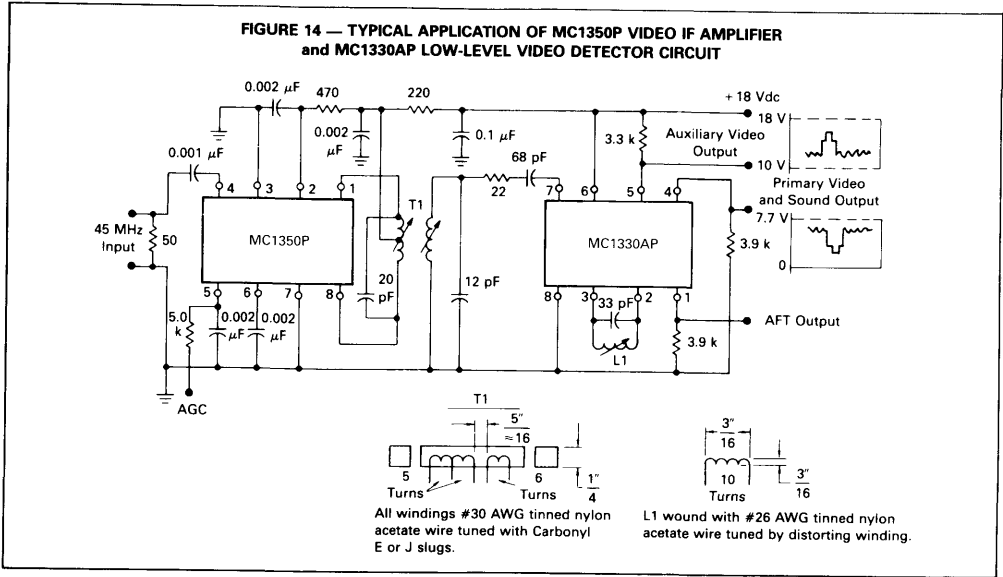 FIGURE 14 — TYPICAL APPLICATION OF MC1350P VIDEO IF AMPLIFIER
and MC1330AP LOW-LEVEL VIDEO DETECTOR CIRCUIT
0.002 μF
470
220
+ 18 Vdc
0.002
μF
0.1 μF
3.3 k
Auxiliary Video
Output
18 V
10 V
0.001 μF
68 pF
22
4
3
2
1
T1
7
6
5
4
Primary Video
and Sound Output
7.7 V
0
45 MHz
Input
50
MC1350P
MC1330AP
3.9 k
20
pF
12 pF
5
6
7
8
8
3
2
1
33 pF
5.0
k
0.002
μF
0.002
μF
L1
AFT Output
3.9 k
AGC
T1
5"
≈16
5
6
Turns
Turns
1"
4
3"
16
10
Turns
3"
16
All windings #30 AWG tinned nylon
acetate wire tuned with Carbonyl
E or J slugs.
L1 wound with #26 AWG tinned nylon
acetate wire tuned by distorting winding.